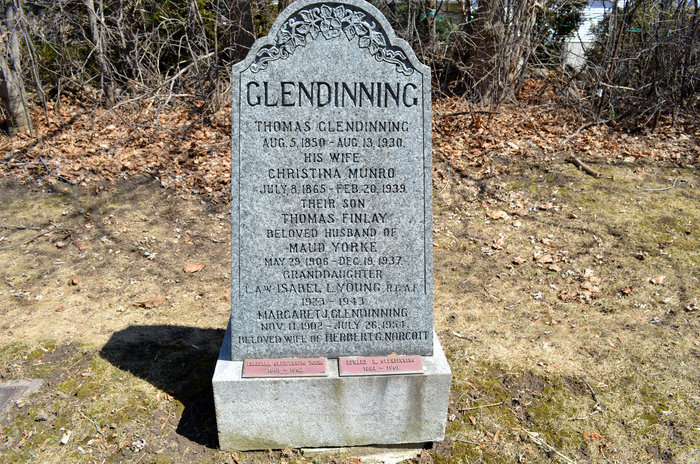 GLENDINNING
THOMAS GLENDINNING
AUG. 5, 1850 - AUG. 13, 1930.
HIS WIFE
CHRISTINA MUNRO
JULY 8, 1865 - FEB. 20, 1939.
THEIR SON
THOMAS FINLAY
BELOVED HUSBAND OF
MAUD YORKE
MAY 29, 1906 - DEC. 19, 1937.
GRANDDAUGHTER
L.A.W. ISABEL L. YOUNG R.C.A.F.
1923 - 1943
MARGARET J. GLENDINNING
NOV. 11, 1902 - JULY 26, 1954.
BELOVED WIFE OF HERBERT G. NORCOTT
GLENDINNING
GLENDINNING